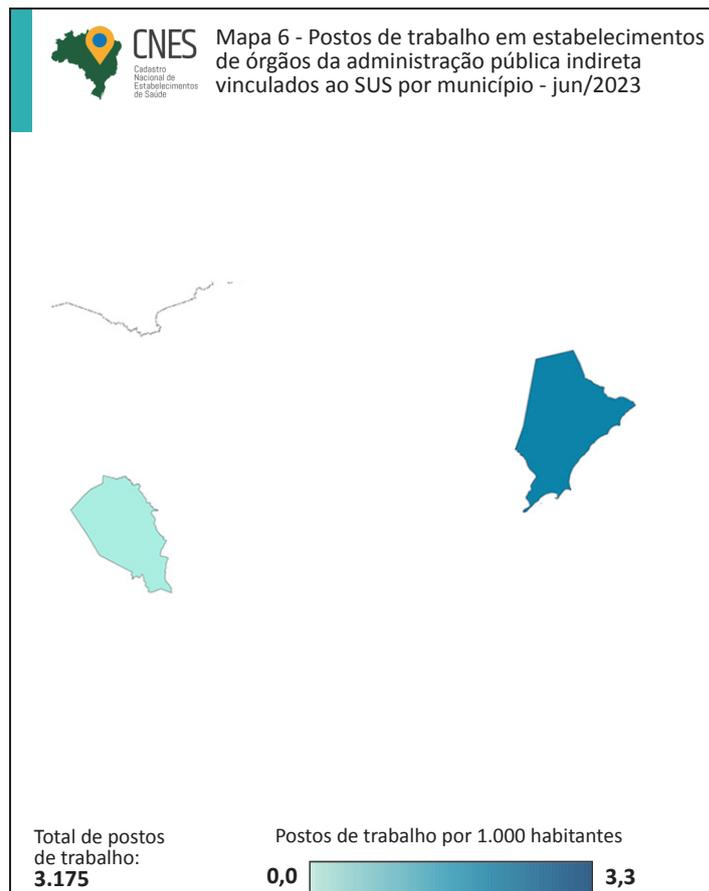 CNES
Cadastro
Nacional de
Estabelecimentos
de Saúde
Mapa 6 - Postos de trabalho em estabelecimentos
de órgãos da administração pública indireta
vinculados ao SUS por município - jun/2023
Total de postos
de trabalho:
3.175
Postos de trabalho por 1.000 habitantes
0,0 3,3